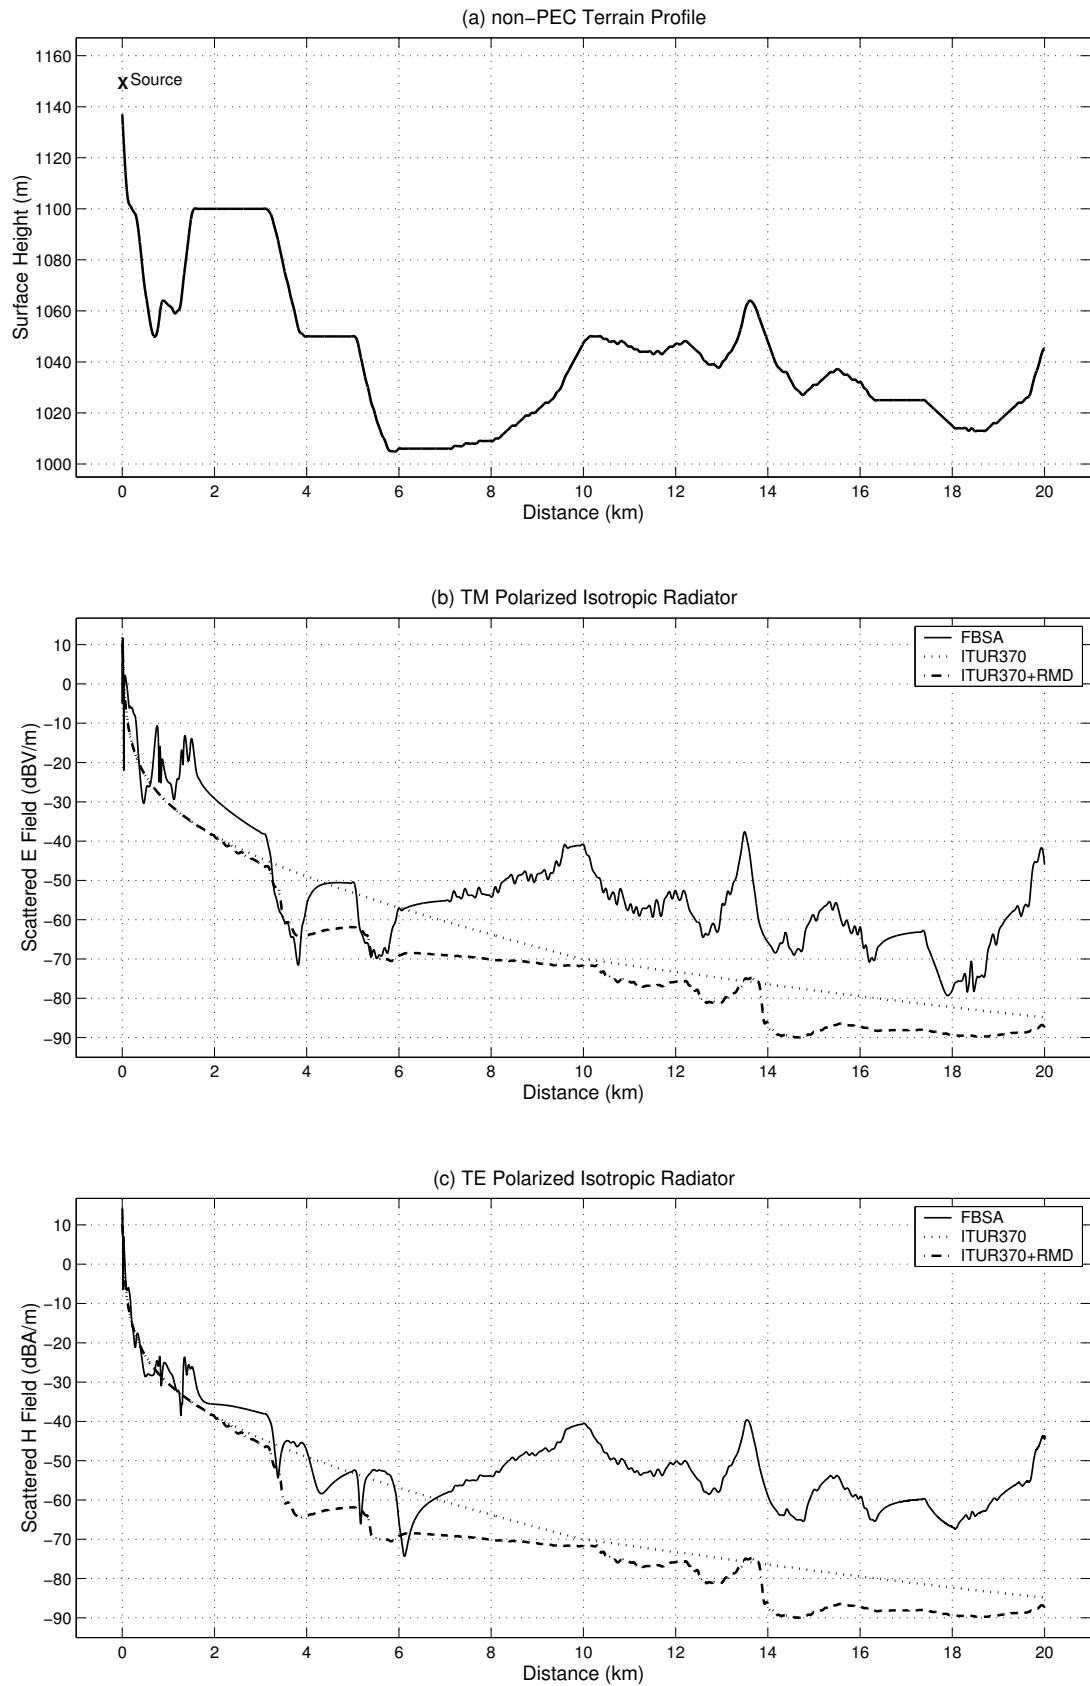 (a) non−PEC Terrain Profile
1160
1140
1120
1100
1080
1060
1040
1020
1000
Surface Height (m)
x Source
0 2 4 6 8 10 12 14 16 18 20
Distance (km)
(b) TM Polarized Isotropic Radiator
10
0
−10
−20
−30
−40
−50
−60
−70
−80
−90
Scattered E Field (dBV/m)
FBSA
ITUR370
ITUR370+RMD
0 2 4 6 8 10 12 14 16 18 20
Distance (km)
(c) TE Polarized Isotropic Radiator
10
0
−10
−20
−30
−40
−50
−60
−70
−80
−90
Scattered H Field (dBA/m)
FBSA
ITUR370
ITUR370+RMD
0 2 4 6 8 10 12 14 16 18 20
Distance (km)